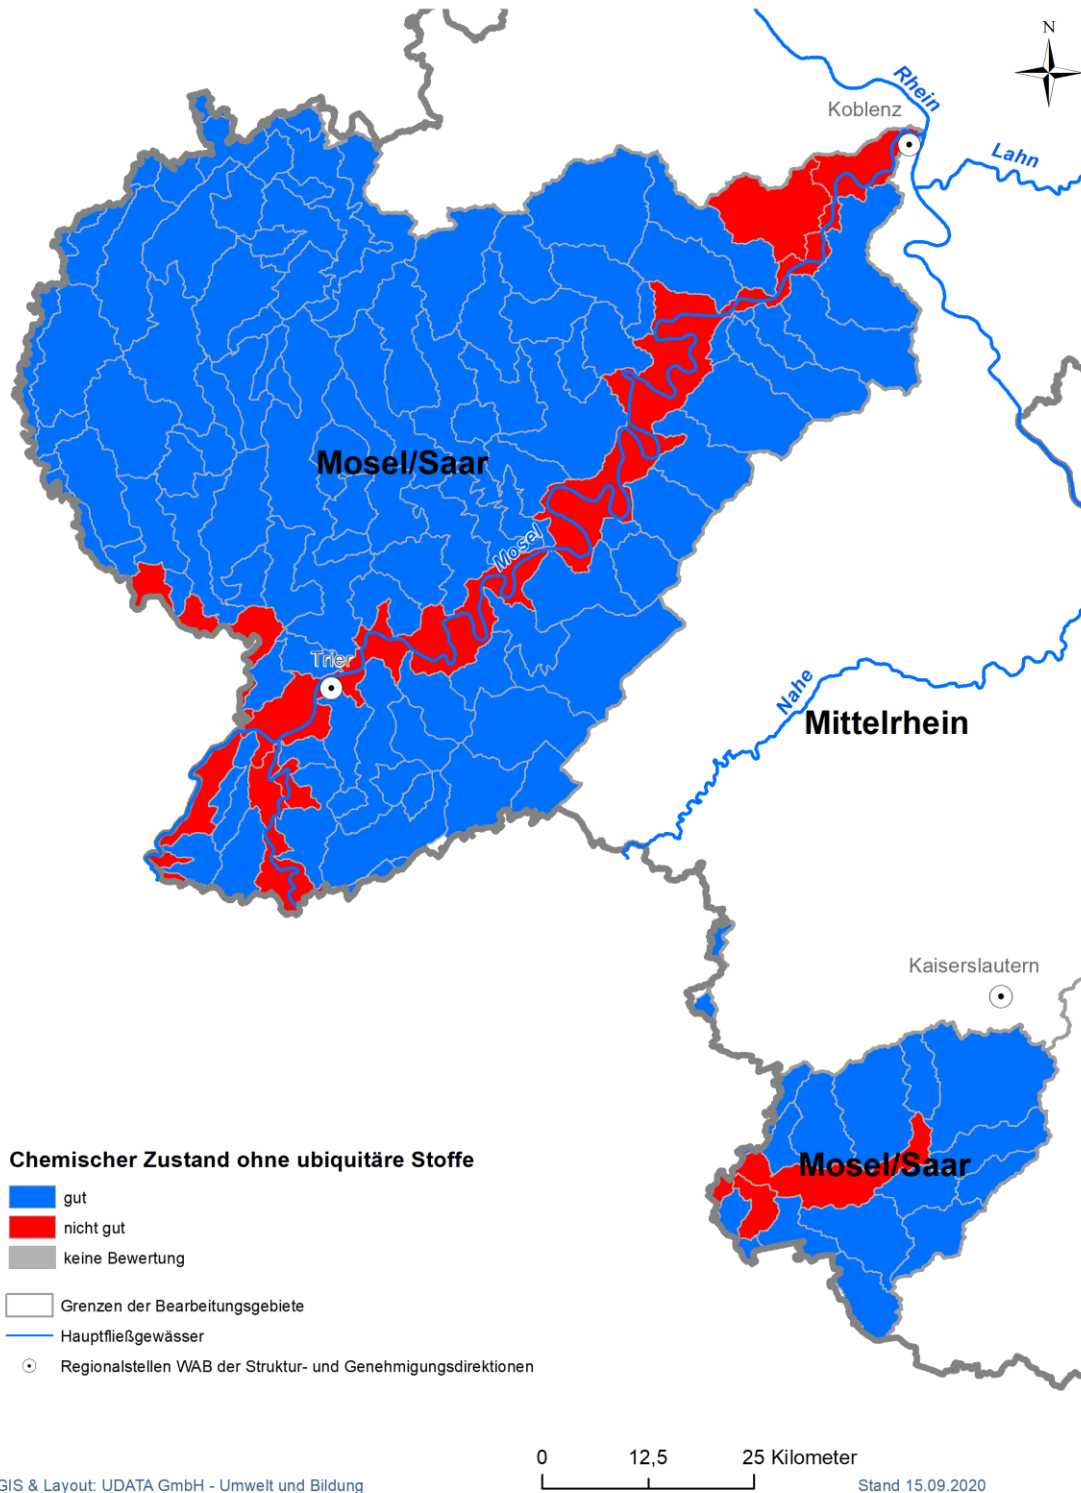 N
Rhein
Koblenz
Lahn
Mosel/Saar
Mosel
Trier
Nahe
Mittelrhein
Kaiserslautern
Mosel/Saar
Chemischer Zustand ohne ubiquitäre Stoffe
gut
nicht gut
keine Bewertung
Grenzen der Bearbeitungsgebiete
Hauptfließgewässer
Regionalstellen WAB der Struktur- und Genehmigungsdirektionen
0 12,5 25 Kilometer
GIS & Layout: UDATA GmbH - Umwelt und Bildung
Stand 15.09.2020